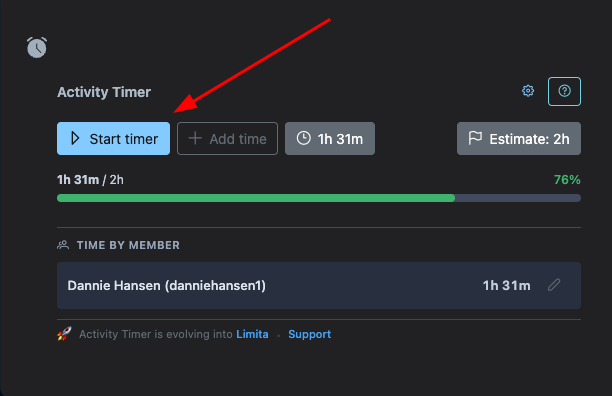 Activity Timer
Start timer
Add time
1h 31m
Estimate: 2h
1h 31m / 2h
76%
TIME BY MEMBER
Dannie Hansen (danniehansen1)
1h 31m
Activity Timer is evolving into Limita · Support